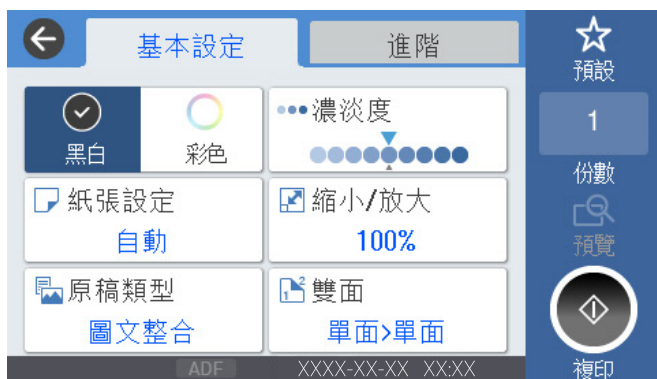 基本設定
進階
預設
黑白
彩色
濃淡度
1
份數
紙張設定
自動
縮小/放大
100%
預覽
原稿類型
圖文整合
1 2
雙面
單面>單面
複印
ADF
XXXX-XX-XX XX:XX